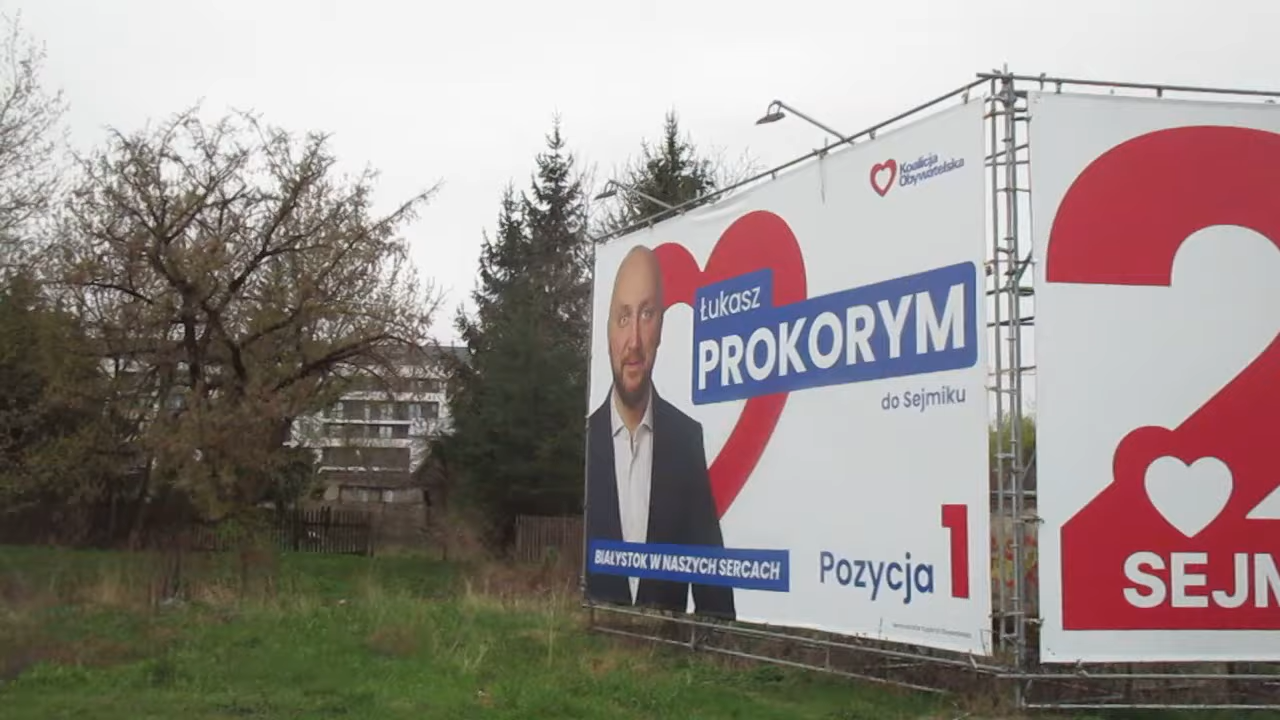 Koalicja
Obywatelska
Łukasz
PROKORYM
do Sejmiku
BIAŁYSTOK W NASZYCH SERCACH
Pozycja 1
2
SEJM